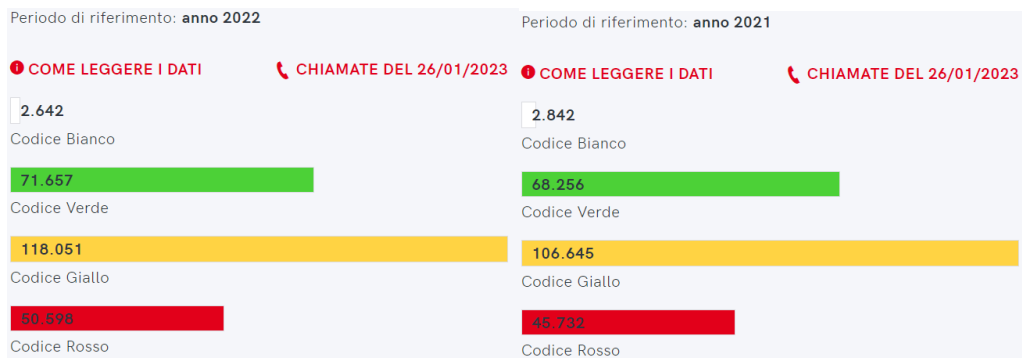 Periodo di riferimento: anno 2022
COME LEGGERE I DATI
CHIAMATE DEL 26/01/2023
2.642
Codice Bianco
71.657
Codice Verde
118.051
Codice Giallo
50.598
Codice Rosso
Periodo di riferimento: anno 2021
COME LEGGERE I DATI
CHIAMATE DEL 26/01/2023
2.842
Codice Bianco
68.256
Codice Verde
106.645
Codice Giallo
45.732
Codice Rosso